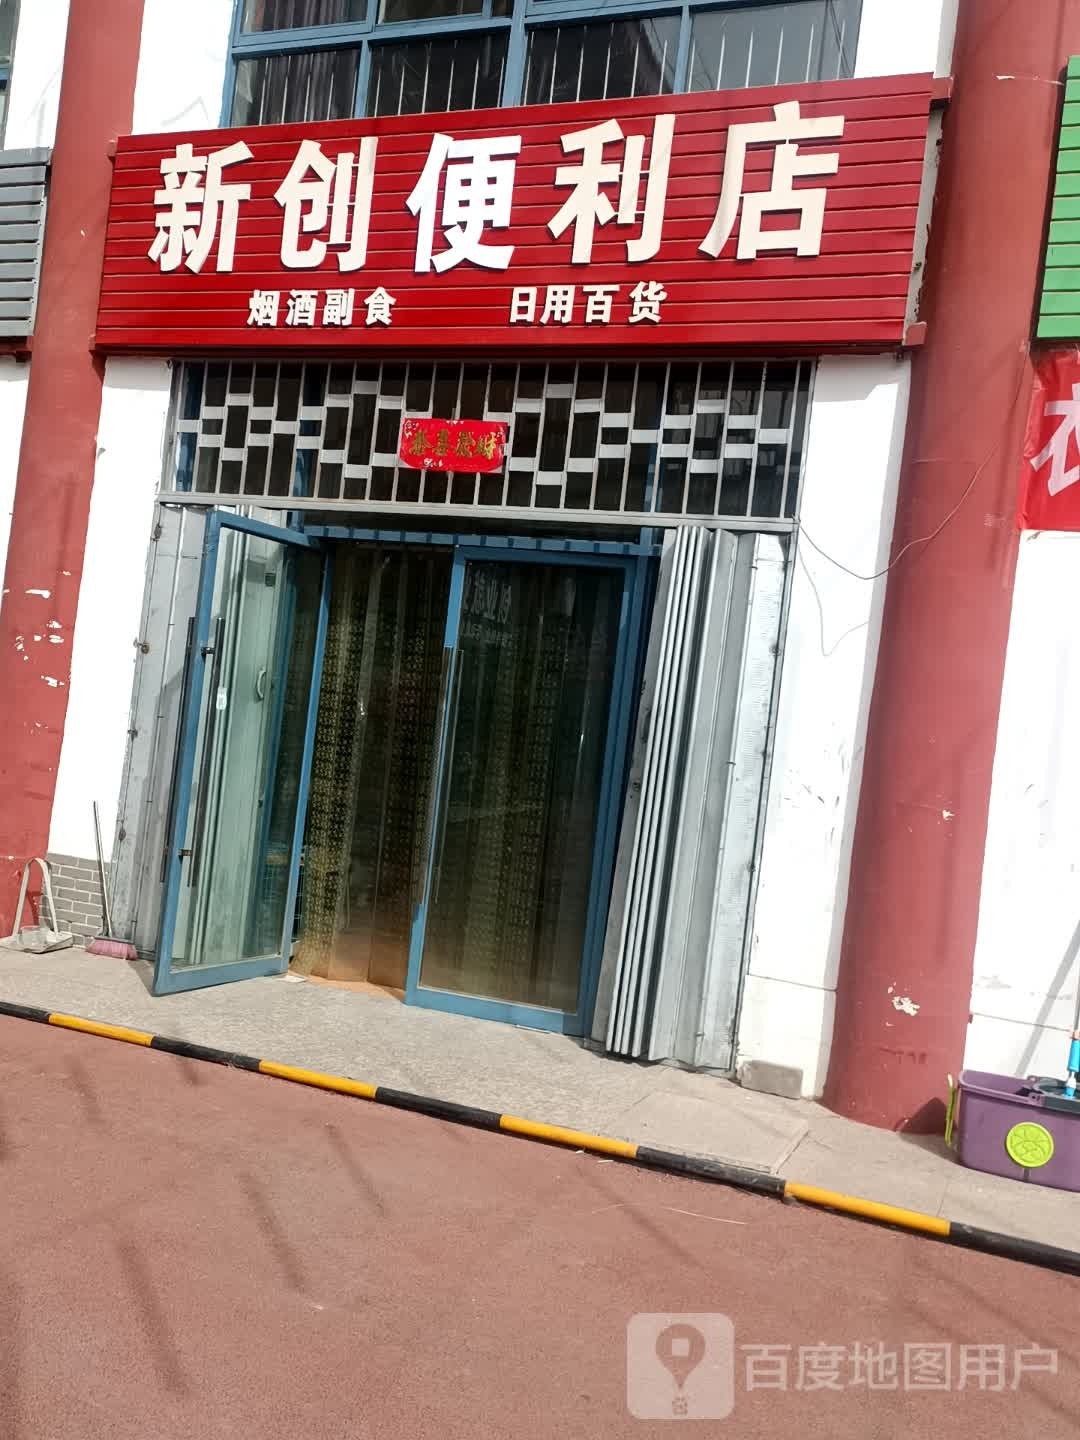 新创便利店
烟酒副食 日用百货
恭喜发财
百度地图用户